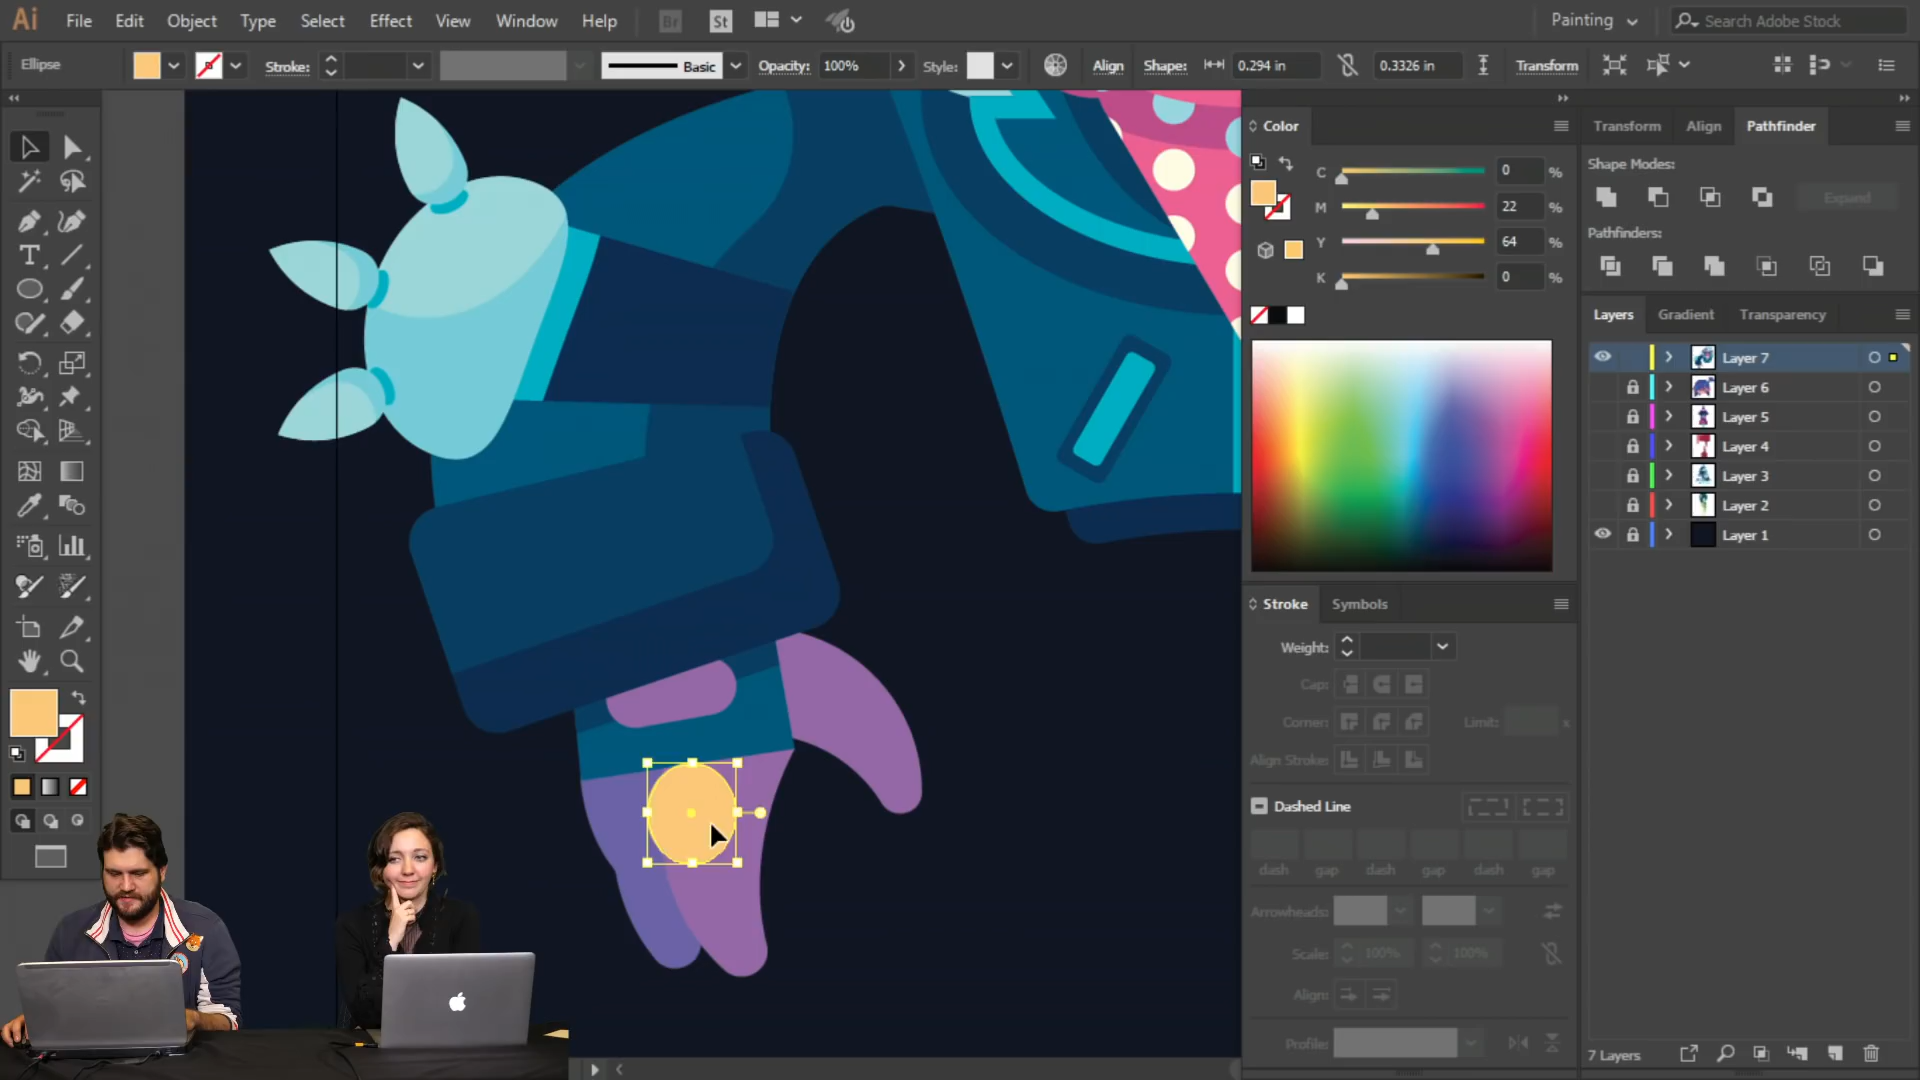 Ai File Edit Object Type Select Effect View Window Help Br St Painting Search Adobe Stock
Ellipse Stroke: Basic Opacity: 100% Style: Align Shape: 0.294 in 0.3326 in Transform
Color
C 0 %
M 22 %
Y 64 %
K 0 %
Stroke Symbols
Weight:
Cap:
Corner: Limit: x
Align Stroke:
Dashed Line
dash gap dash gap dash gap
Arrowheads:
Scale: 100% 100%
Align:
Profile:
Transform Align Pathfinder
Shape Modes:
Expand
Pathfinders:
Layers Gradient Transparency
Layer 7
Layer 6
Layer 5
Layer 4
Layer 3
Layer 2
Layer 1
7 Layers